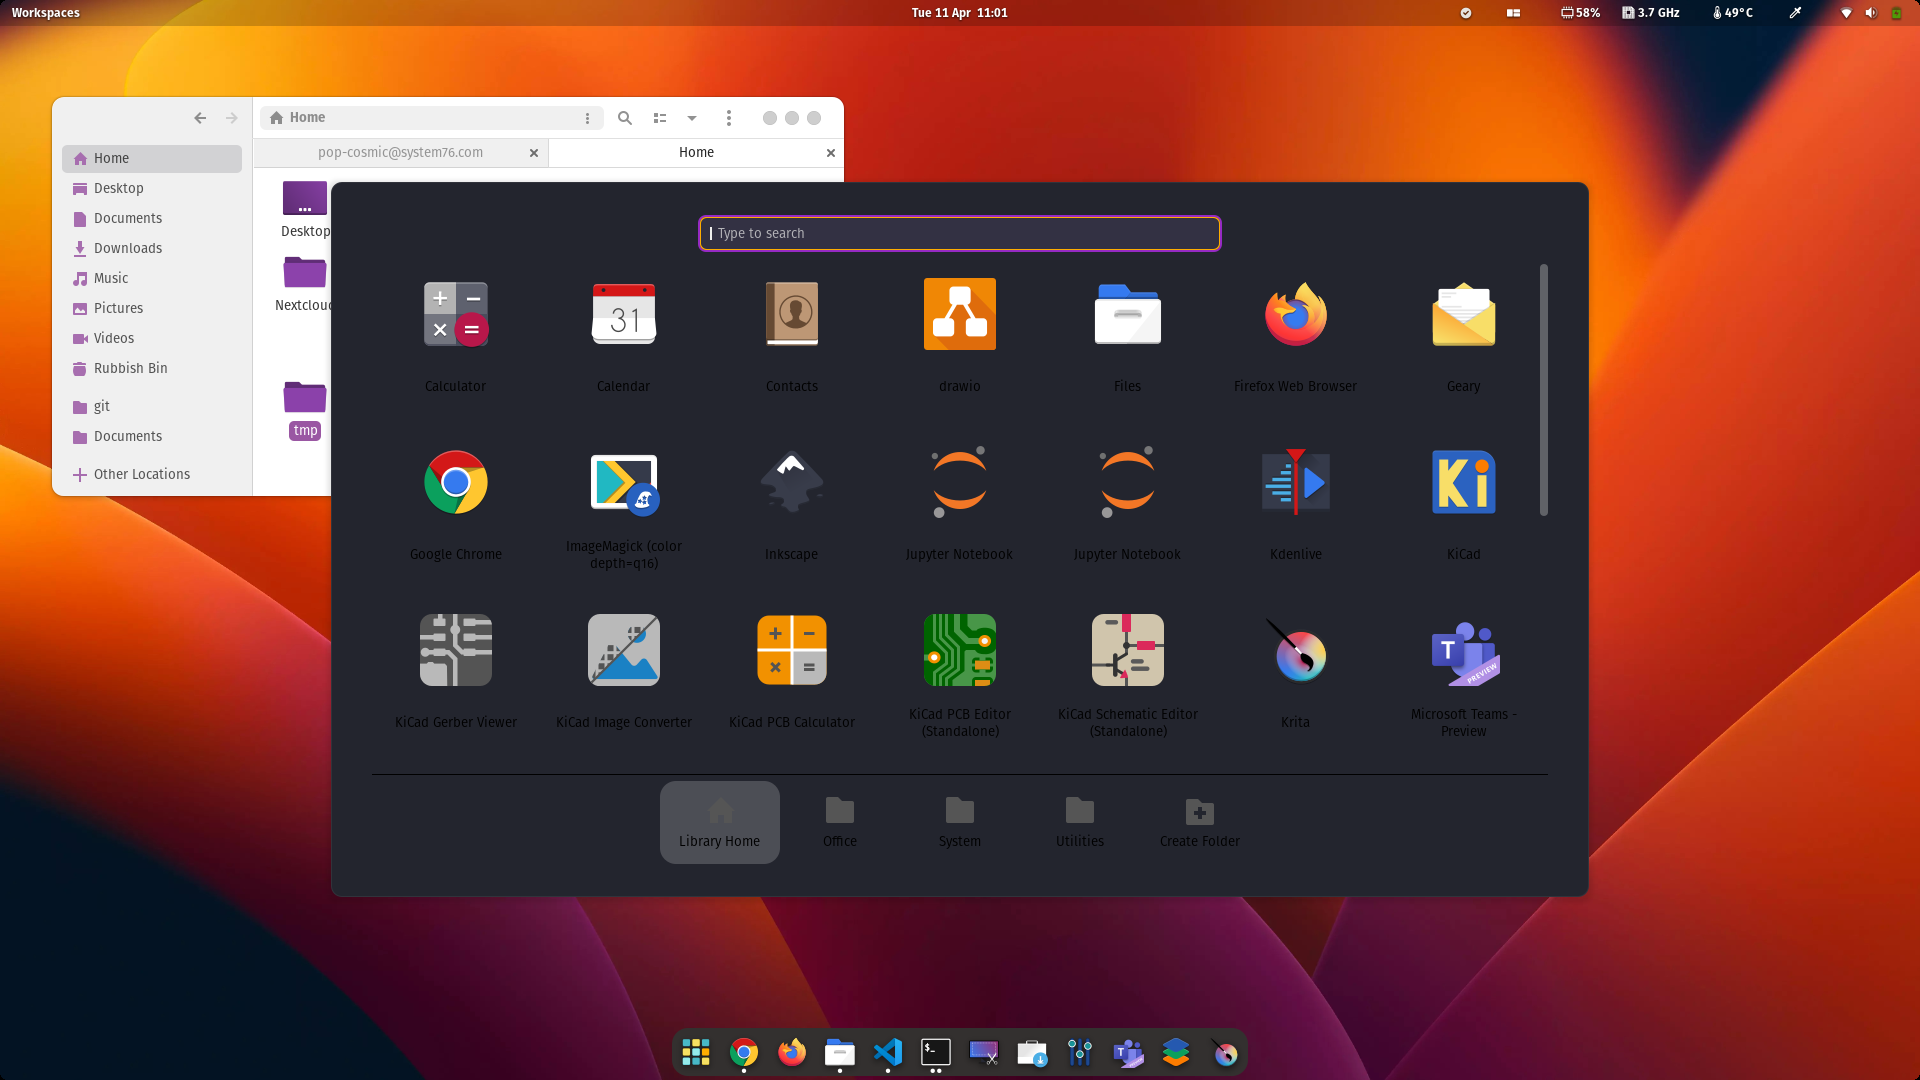 Workspaces
Tue 11 Apr 11:01
58%
3.7 GHz
49°C
Home
pop-cosmic@system76.com
Home
Home
Desktop
Documents
Downloads
Music
Pictures
Videos
Rubbish Bin
git
Documents
Other Locations
Desktop
Nextcloud
tmp
Type to search
31
Calculator
Calendar
Contacts
drawio
Files
Firefox Web Browser
Geary
Ki
Google Chrome
ImageMagick (color
depth=q16)
Inkscape
Jupyter Notebook
Jupyter Notebook
Kdenlive
KiCad
T
PREVIEW
KiCad Gerber Viewer
KiCad Image Converter
KiCad PCB Calculator
KiCad PCB Editor
(Standalone)
KiCad Schematic Editor
(Standalone)
Krita
Microsoft Teams -
Preview
Library Home
Office
System
Utilities
Create Folder
$_
T